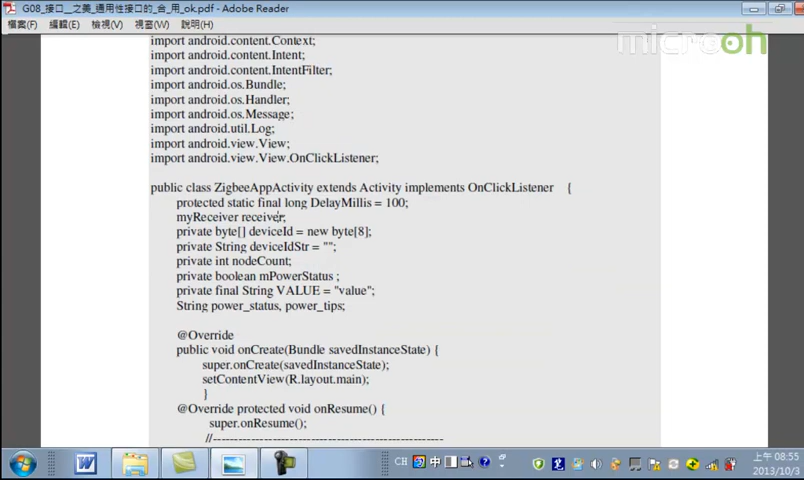 G08_接口__之美_通用性接口的_合_用_ok.pdf - Adobe Reader
檔案(F) 編輯(E) 檢視(V) 視窗(W) 說明(H)
microoh
import android.content.Context;
import android.content.Intent;
import android.content.IntentFilter;
import android.os.Bundle;
import android.os.Handler;
import android.os.Message;
import android.util.Log;
import android.view.View;
import android.view.View.OnClickListener;
public class ZigbeeAppActivity extends Activity implements OnClickListener {
protected static final long DelayMillis = 100;
myReceiver receiver;
private byte[] deviceId = new byte[8];
private String deviceIdStr = "";
private int nodeCount;
private boolean mPowerStatus ;
private final String VALUE = "value";
String power_status, power_tips;
@Override
public void onCreate(Bundle savedInstanceState) {
super.onCreate(savedInstanceState);
setContentView(R.layout.main);
}
@Override protected void onResume() {
super.onResume();
//----------------------------------------------------
CH 中
上午 08:55
2013/10/3